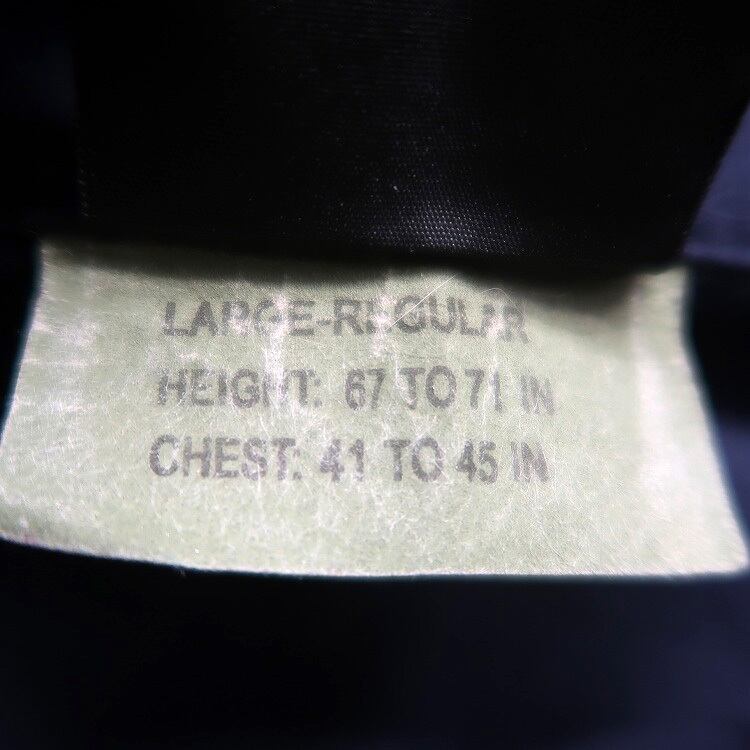 LARGE-REGULAR
HEIGHT: 67 TO 71 IN
CHEST: 41 TO 45 IN